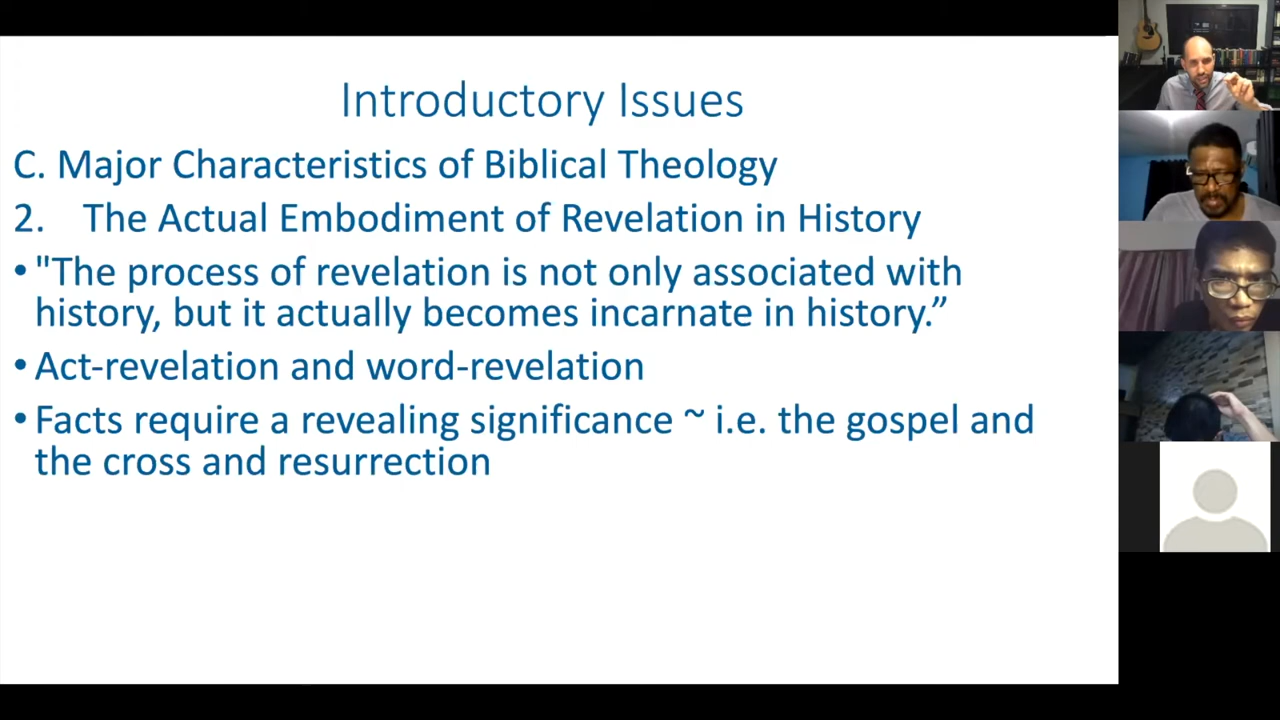 Introductory Issues
C. Major Characteristics of Biblical Theology
2. The Actual Embodiment of Revelation in History
• "The process of revelation is not only associated with
history, but it actually becomes incarnate in history.”
• Act-revelation and word-revelation
• Facts require a revealing significance ~ i.e. the gospel and
the cross and resurrection